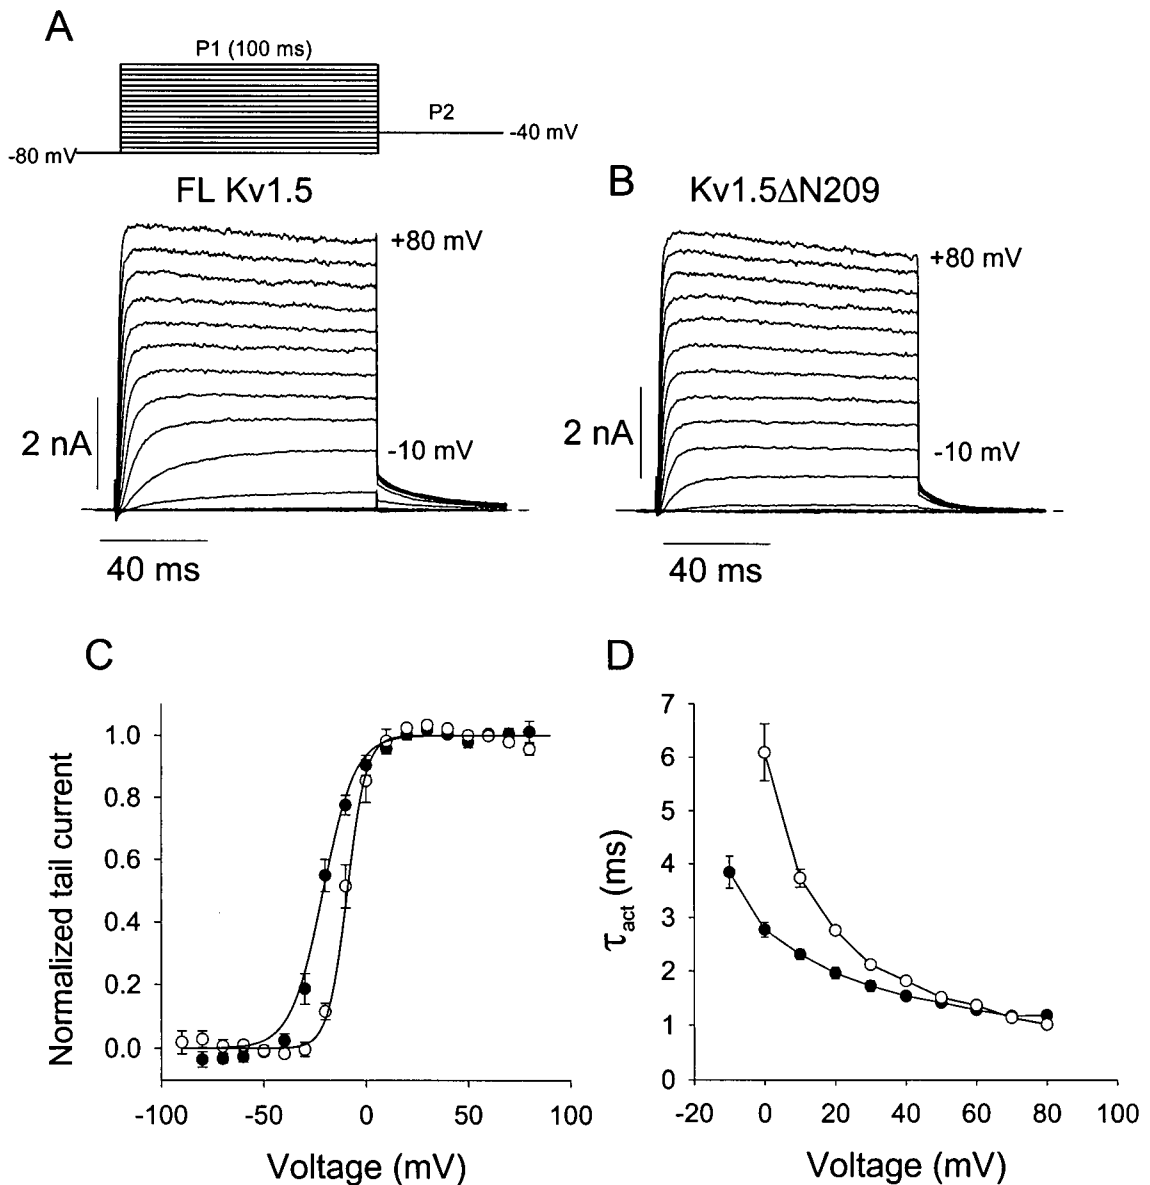 A
P1 (100 ms)
P2
-40 mV
-80 mV
FL Kv1.5
+80 mV
2 nA
-10 mV
40 ms
B
Kv1.5ΔN209
+80 mV
2 nA
-10 mV
40 ms
C
Normalized tail current
1.0
0.8
0.6
0.4
0.2
0.0
-100
-50
0
50
100
Voltage (mV)
D
τact (ms)
7
6
5
4
3
2
1
0
-20
0
20
40
60
80
100
Voltage (mV)